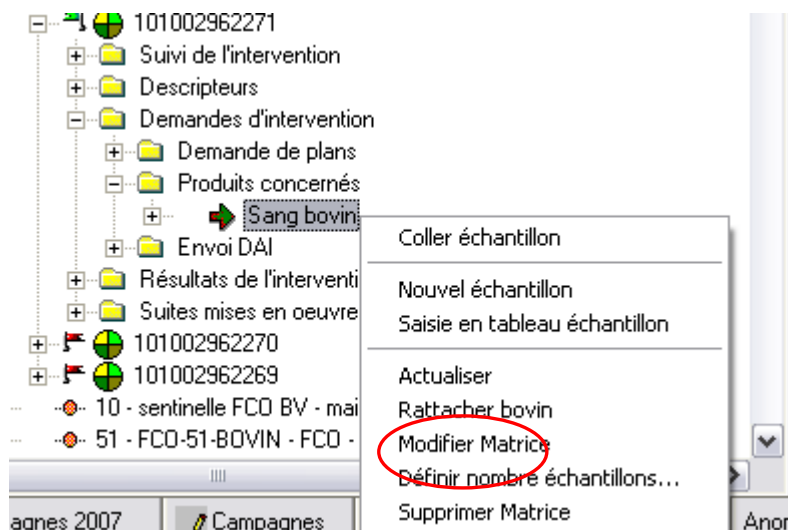 101002962271
Suivi de l'intervention
Descripteurs
Demandes d'intervention
Demande de plans
Produits concernés
Sang bovin
Envoi DAI
Résultats de l'interventi
Suites mises en oeuvre
101002962270
101002962269
10 - sentinelle FCO BV - mai
51 - FCO-51-BOVIN - FCO -
Coller échantillon
Nouvel échantillon
Saisie en tableau échantillon
Actualiser
Rattacher bovin
Modifier Matrice
Définir nombre échantillons...
Supprimer Matrice
agnes 2007
Campagnes
Anor